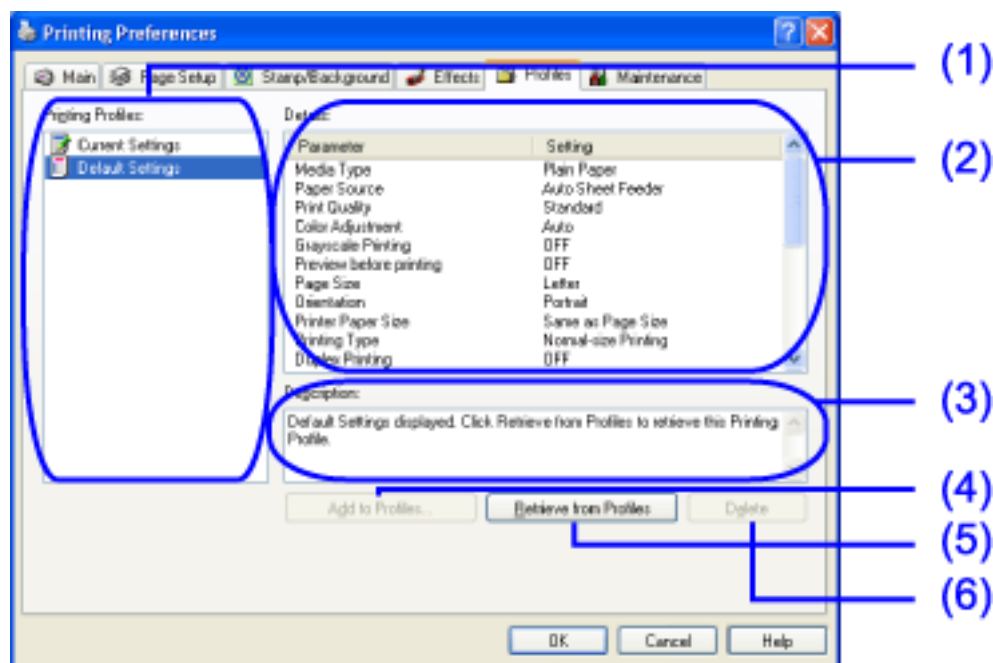 Printing Preferences
Main Page Setup Stamp/Background Effects Profiles Maintenance
(1)
Printing Profiles: Details:
Current Settings
Default Settings
Parameter Setting
Media Type Plain Paper
Paper Source Auto Sheet Feeder
Print Quality Standard
Color Adjustment Auto
Grayscale Printing OFF
Preview before printing OFF
Page Size Letter
Orientation Portrait
Printer Paper Size Same as Page Size
Printing Type Normal-size Printing
Duplex Printing OFF
(2)
Description:
Default Settings displayed. Click Retrieve from Profiles to retrieve this Printing
Profile.
(3)
Add to Profiles... Retrieve from Profiles Delete
(4)
(5)
(6)
OK Cancel Help